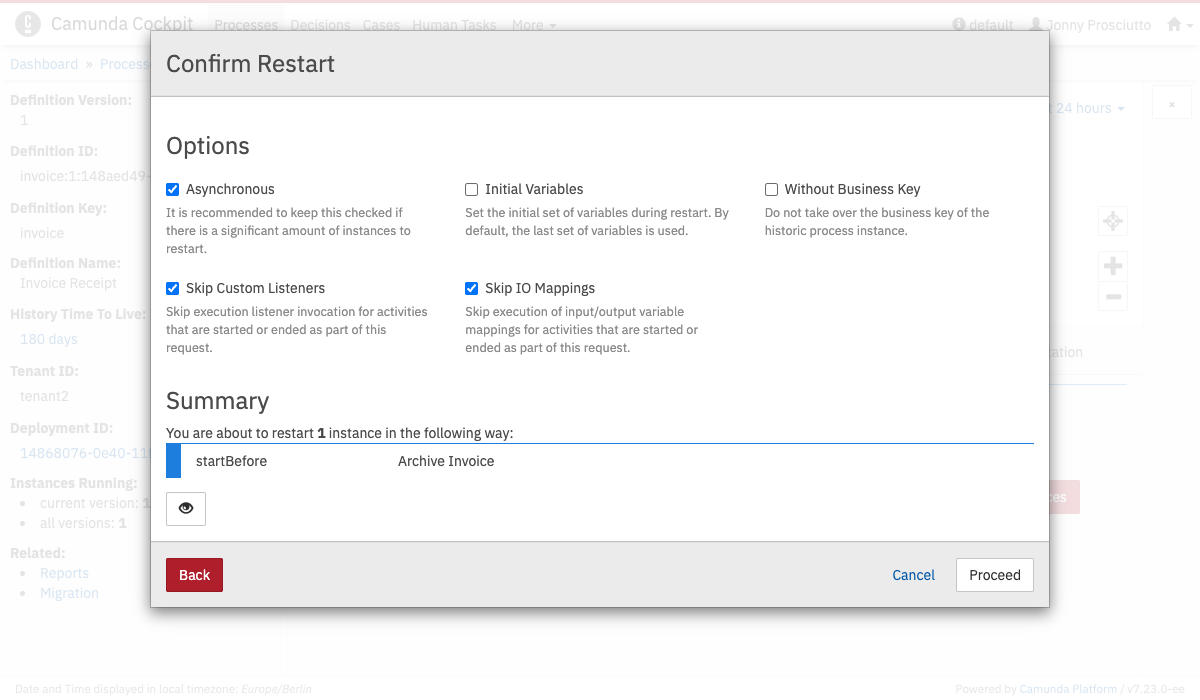 Camunda Cockpit Processes Decisions Cases Human Tasks More default Jonny Prosciutto
Dashboard » Process
Confirm Restart
Definition Version:
1
24 hours
×
Definition ID:
invoice:1:148aed49-
Definition Key:
invoice
Definition Name:
Invoice Receipt
History Time To Live:
180 days
Tenant ID:
tenant2
Deployment ID:
14868076-0e40-11
Instances Running:
current version: 1
all versions: 1
Related:
Reports
Migration
Options
Asynchronous
It is recommended to keep this checked if
there is a significant amount of instances to
restart.
Initial Variables
Set the initial set of variables during restart. By
default, the last set of variables is used.
Without Business Key
Do not take over the business key of the
historic process instance.
Skip Custom Listeners
Skip execution listener invocation for activities
that are started or ended as part of this
request.
Skip IO Mappings
Skip execution of input/output variable
mappings for activities that are started or
ended as part of this request.
Summary
You are about to restart 1 instance in the following way:
startBefore Archive Invoice
Back Cancel Proceed
Date and Time displayed in local timezone: Europe/Berlin
Powered by Camunda Platform / v7.23.0-ee